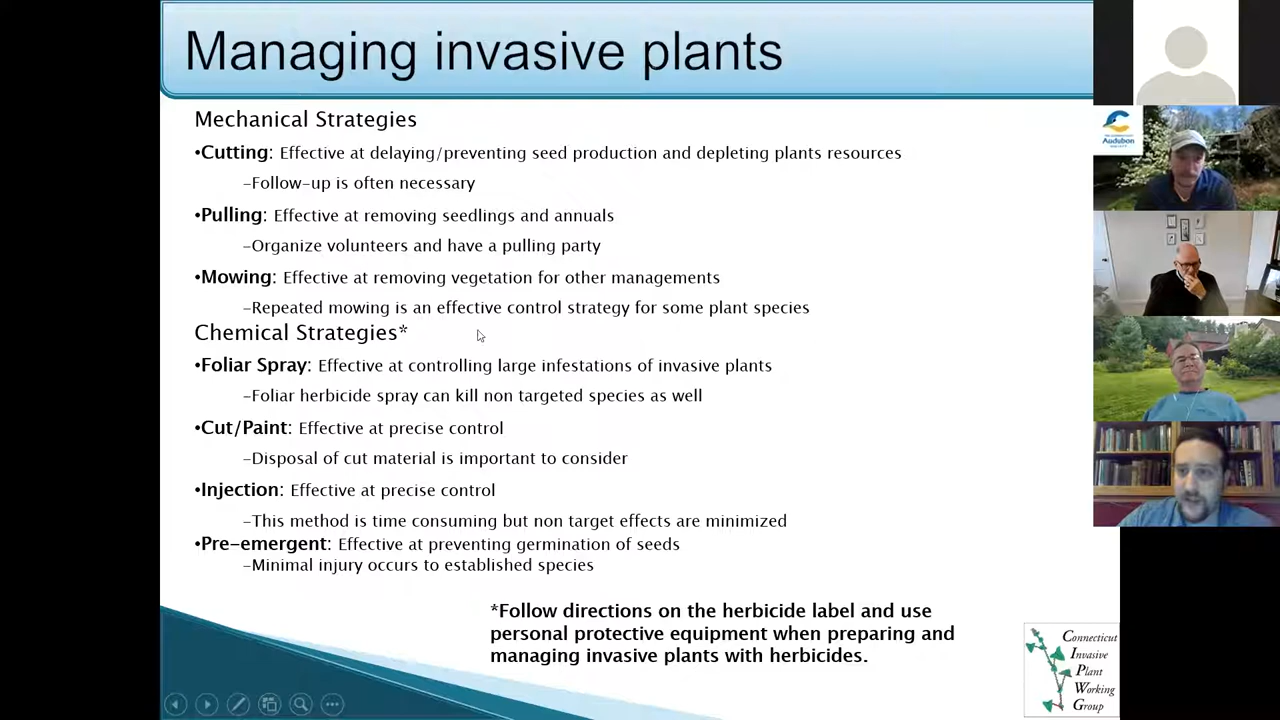 Managing invasive plants
Mechanical Strategies
•Cutting: Effective at delaying/preventing seed production and depleting plants resources
–Follow-up is often necessary
•Pulling: Effective at removing seedlings and annuals
–Organize volunteers and have a pulling party
•Mowing: Effective at removing vegetation for other managements
–Repeated mowing is an effective control strategy for some plant species
Chemical Strategies*
•Foliar Spray: Effective at controlling large infestations of invasive plants
–Foliar herbicide spray can kill non targeted species as well
•Cut/Paint: Effective at precise control
–Disposal of cut material is important to consider
•Injection: Effective at precise control
–This method is time consuming but non target effects are minimized
•Pre-emergent: Effective at preventing germination of seeds
–Minimal injury occurs to established species
*Follow directions on the herbicide label and use
personal protective equipment when preparing and
managing invasive plants with herbicides.
Connecticut
Invasive
Plant
Working
Group
Audubon